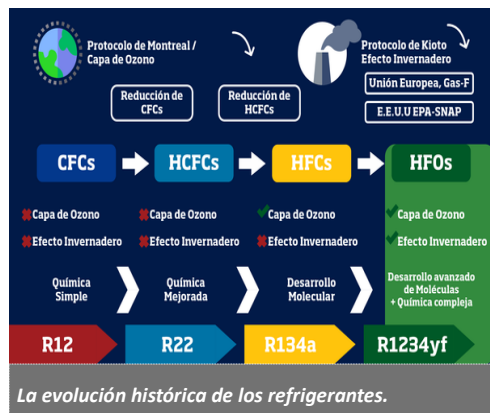 Protocolo de Montreal /
Capa de Ozono
Protocolo de Kioto
Efecto Invernadero
Unión Europea, Gas-F
E.E.U.U EPA-SNAP
Reducción de
CFCs
Reducción de
HCFCs
CFCs
HCFCs
HFCs
HFOs
Capa de Ozono
Capa de Ozono
Capa de Ozono
Capa de Ozono
Efecto Invernadero
Efecto Invernadero
Efecto Invernadero
Efecto Invernadero
Química
Simple
Química
Mejorada
Desarrollo
Molecular
Desarrollo avanzado
de Moléculas
+ Química compleja
R12
R22
R134a
R1234yf
La evolución histórica de los refrigerantes.